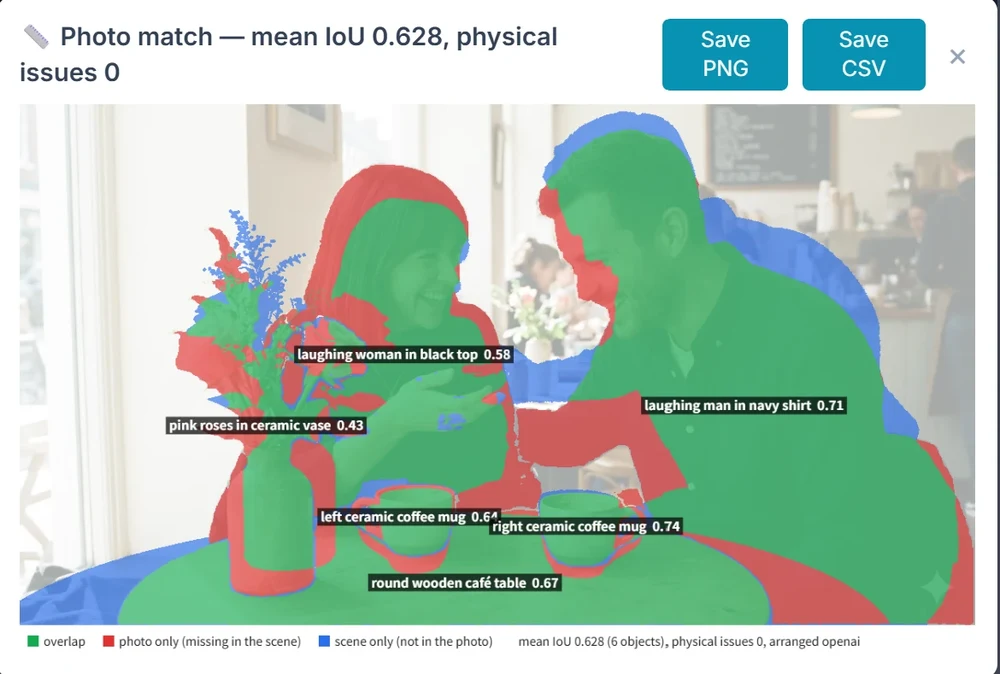 Photo match — mean IoU 0.628, physical
issues 0
Save
PNG
Save
CSV
×
laughing woman in black top 0.58
laughing man in navy shirt 0.71
pink roses in ceramic vase 0.43
left ceramic coffee mug 0.64
right ceramic coffee mug 0.74
round wooden café table 0.67
overlap
photo only (missing in the scene)
scene only (not in the photo)
mean IoU 0.628 (6 objects), physical issues 0, arranged openai